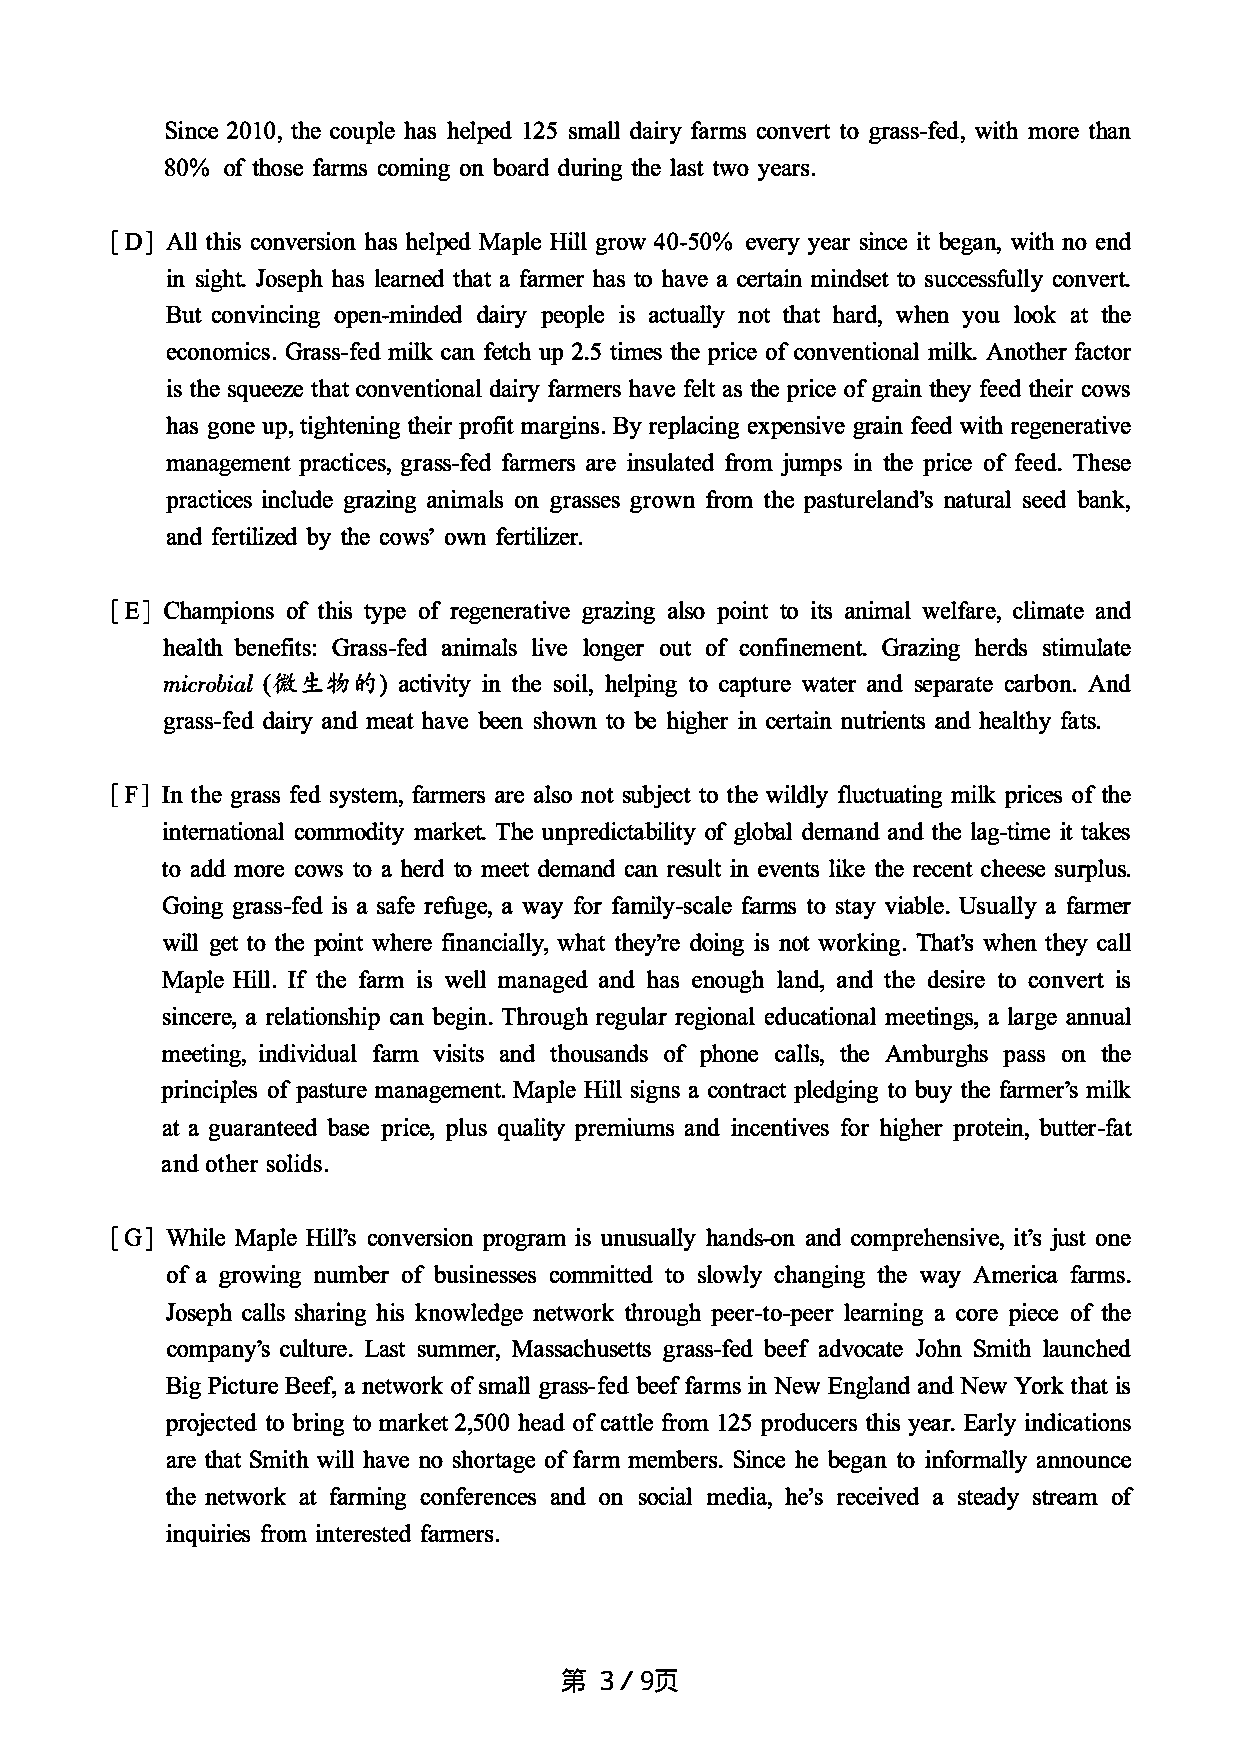 Since 2010, the couple has helped 125 small dairy farms convert to grass-fed, with more than
80% of those farms coming on board during the last two years.
[D] All this conversion has helped Maple Hill grow 40-50% every year since it began, with no end
in sight. Joseph has learned that a farmer has to have a certain mindset to successfully convert.
But convincing open-minded dairy people is actually not that hard, when you look at the
economics. Grass-fed milk can fetch up 2.5 times the price of conventional milk. Another factor
is the squeeze that conventional dairy farmers have felt as the price of grain they feed their cows
has gone up, tightening their profit margins. By replacing expensive grain feed with regenerative
management practices, grass-fed farmers are insulated from jumps in the price of feed. These
practices include grazing animals on grasses grown from the pastureland's natural seed bank,
and fertilized by the cows' own fertilizer.
[E] Champions of this type of regenerative grazing also point to its animal welfare, climate and
health benefits: Grass-fed animals live longer out of confinement. Grazing herds stimulate
microbial (微生物的) activity in the soil, helping to capture water and separate carbon. And
grass-fed dairy and meat have been shown to be higher in certain nutrients and healthy fats.
[F] In the grass fed system, farmers are also not subject to the wildly fluctuating milk prices of the
international commodity market. The unpredictability of global demand and the lag-time it takes
to add more cows to a herd to meet demand can result in events like the recent cheese surplus.
Going grass-fed is a safe refuge, a way for family-scale farms to stay viable. Usually a farmer
will get to the point where financially, what they're doing is not working. That's when they call
Maple Hill. If the farm is well managed and has enough land, and the desire to convert is
sincere, a relationship can begin. Through regular regional educational meetings, a large annual
meeting, individual farm visits and thousands of phone calls, the Amburghs pass on the
principles of pasture management. Maple Hill signs a contract pledging to buy the farmer's milk
at a guaranteed base price, plus quality premiums and incentives for higher protein, butter-fat
and other solids.
[G] While Maple Hill's conversion program is unusually hands-on and comprehensive, it's just one
of a growing number of businesses committed to slowly changing the way America farms.
Joseph calls sharing his knowledge network through peer-to-peer learning a core piece of the
company's culture. Last summer, Massachusetts grass-fed beef advocate John Smith launched
Big Picture Beef, a network of small grass-fed beef farms in New England and New York that is
projected to bring to market 2,500 head of cattle from 125 producers this year. Early indications
are that Smith will have no shortage of farm members. Since he began to informally announce
the network at farming conferences and on social media, he's received a steady stream of
inquiries from interested farmers.
第 3 / 9页